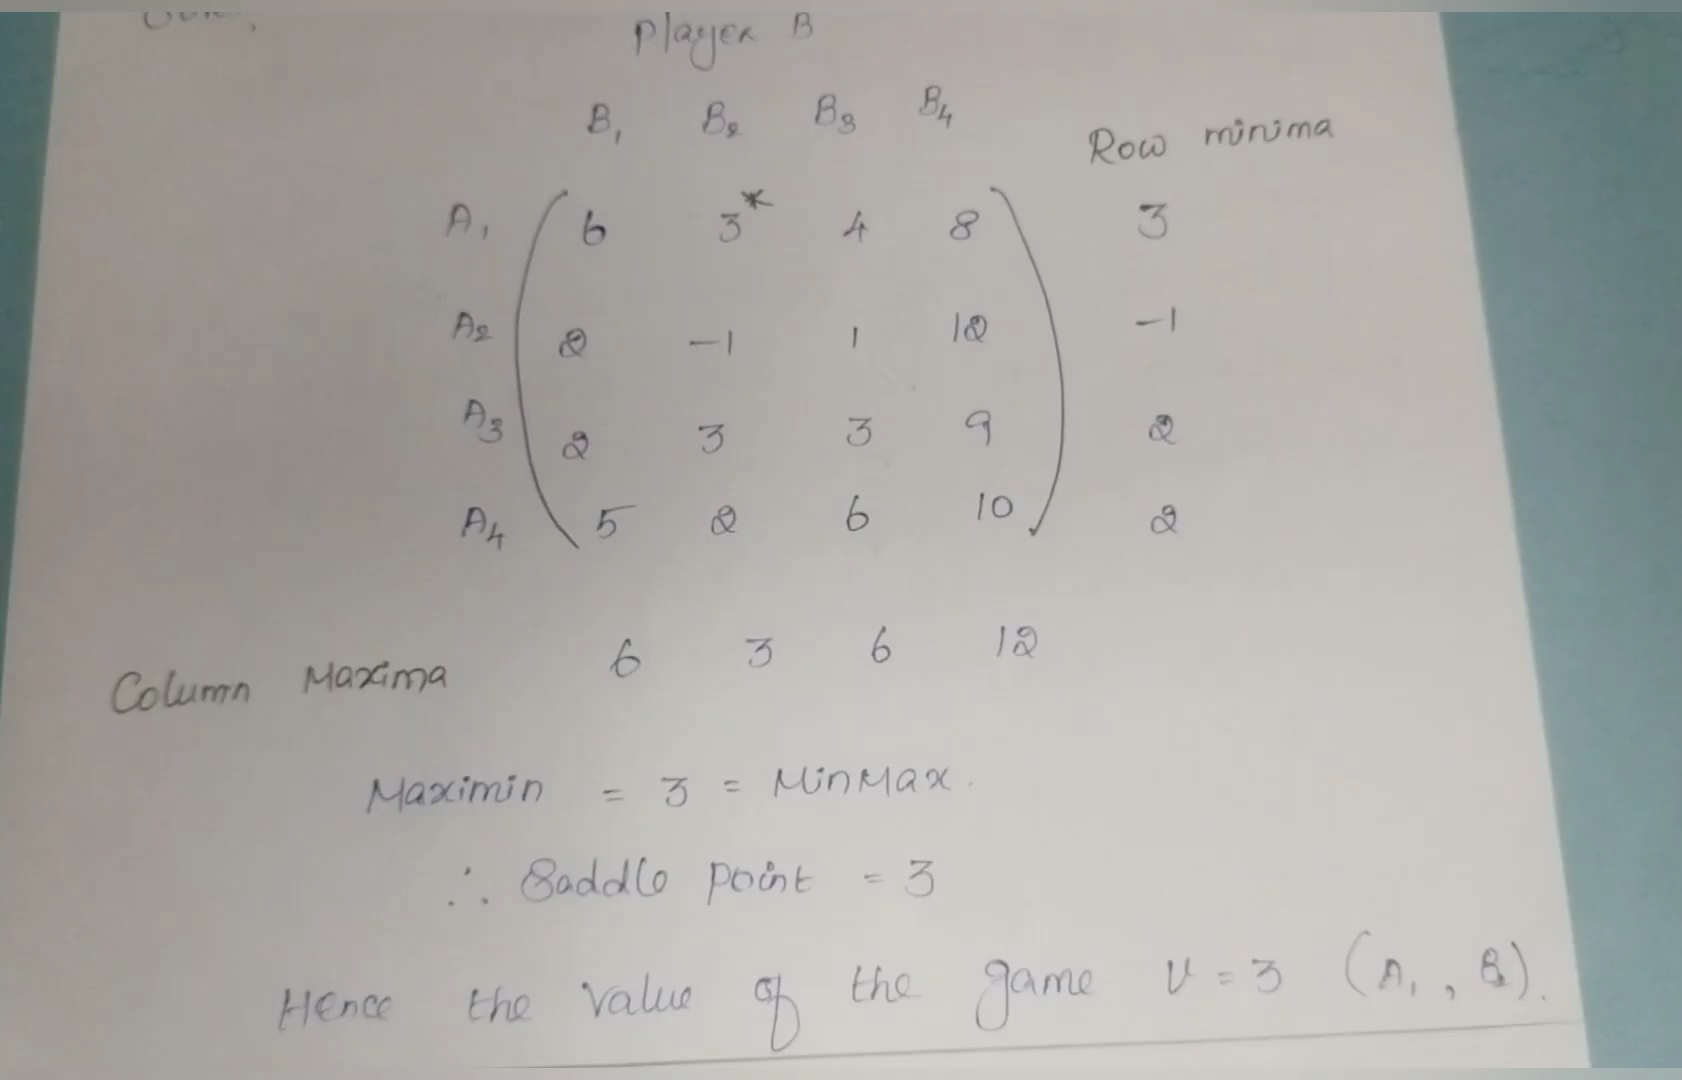 Player B
B1 B2 B3 B4 Row minima
A1 6 3* 4 8 3
A2 2 -1 1 12 -1
A3 2 3 3 9 2
A4 5 2 6 10 2
Column Maxima 6 3 6 12
Maximin = 3 = MinMax.
∴ Saddle point = 3
Hence the value of the game V = 3 (A1, B2).